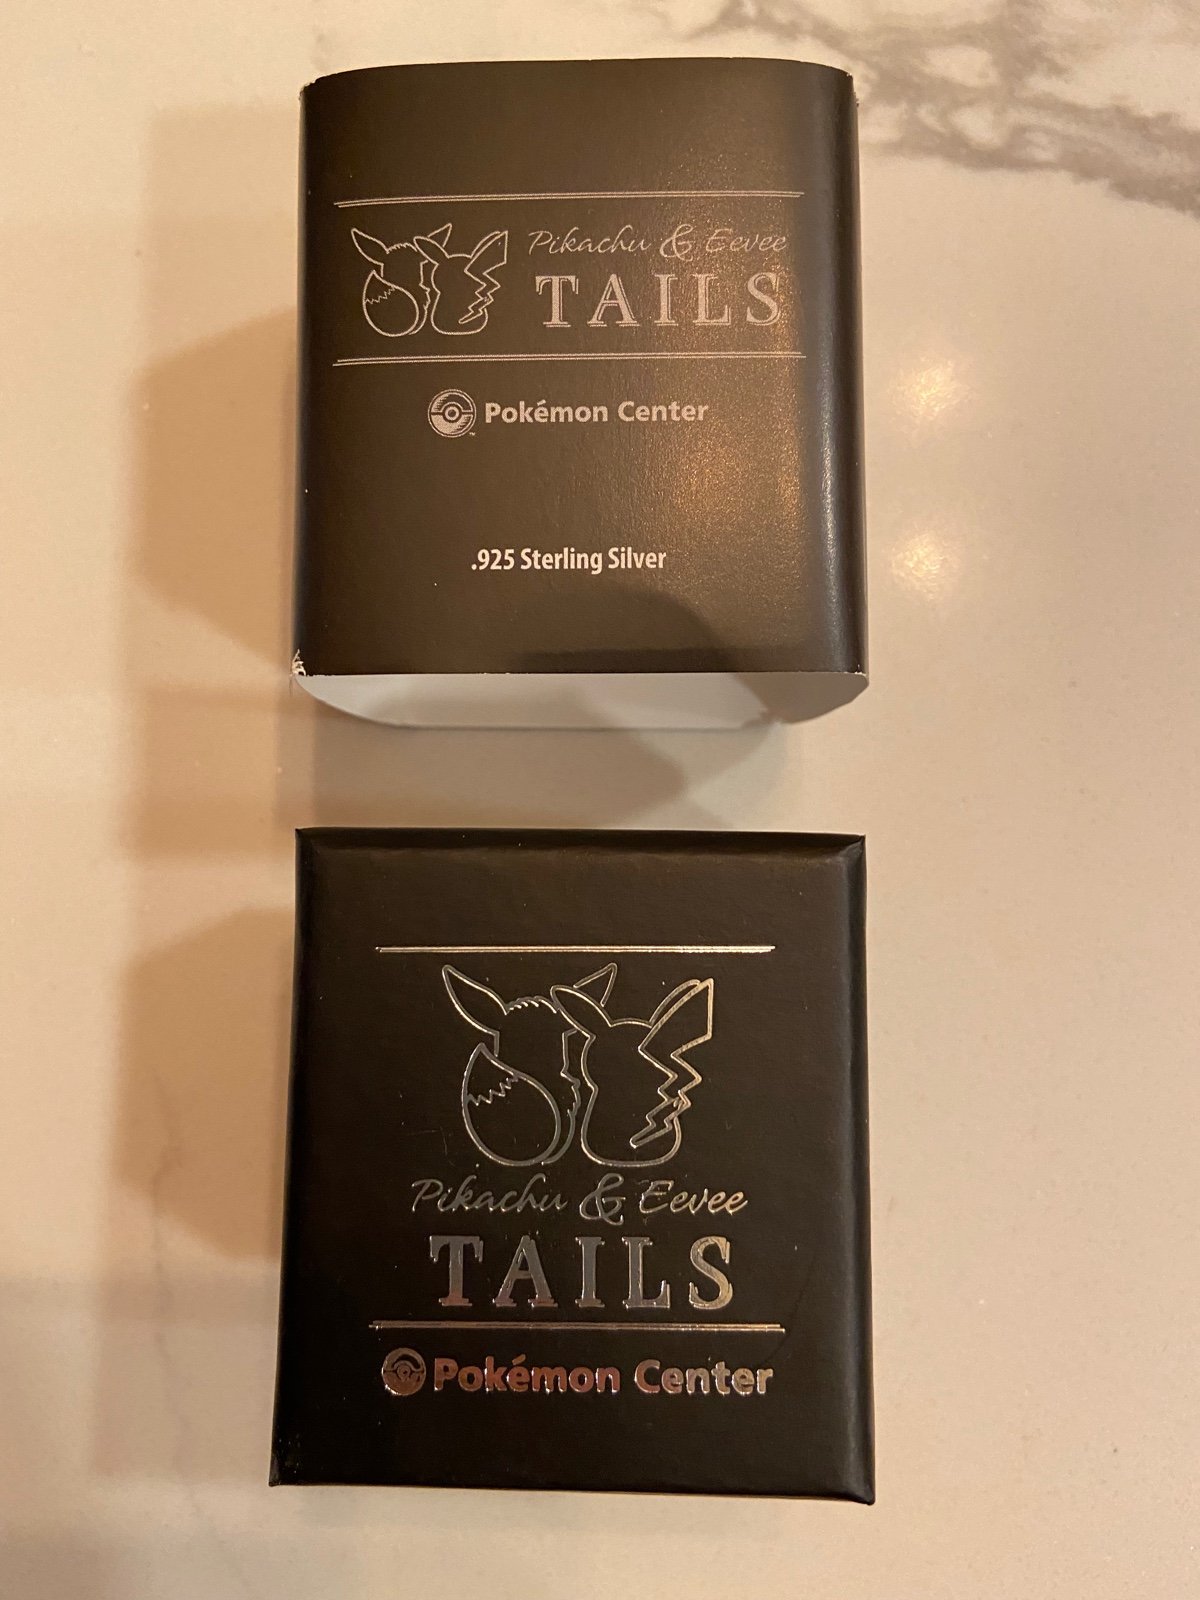 Pikachu & Eevee
TAILS
Pokémon Center
.925 Sterling Silver
Pikachu & Eevee
TAILS
Pokémon Center